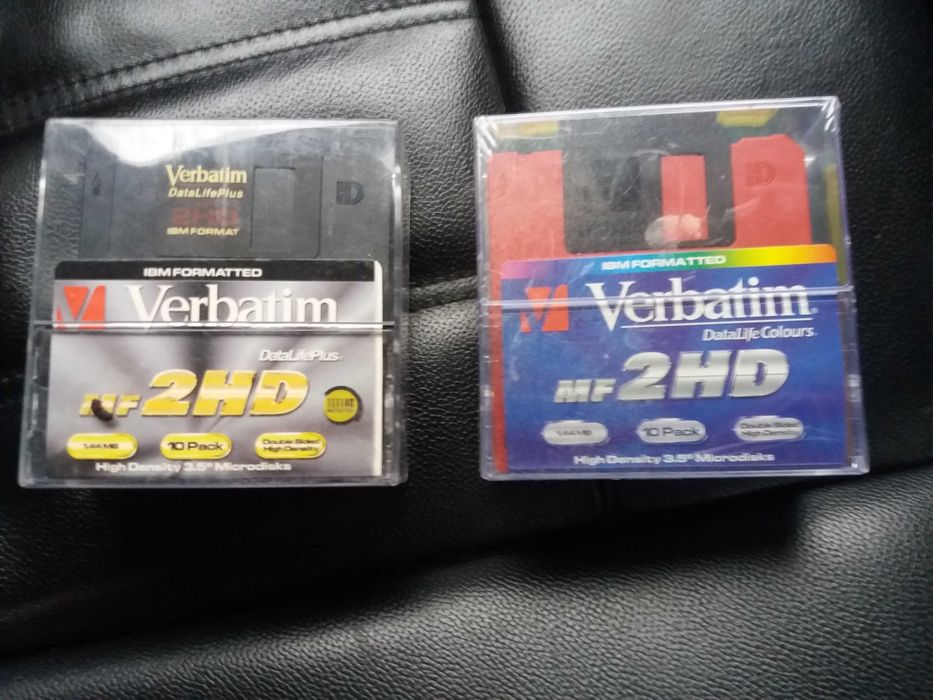 Verbatim
DataLifePlus
2HD
IBM FORMAT
HD
IBM FORMATTED
Verbatim
DataLifePlus
MF 2HD
1.44 MB
10 Pack
Double Sided
High Density
High Density 3.5" Microdisks
HD
IBM FORMATTED
Verbatim
DataLife Colours
MF 2HD
1.44 MB
10 Pack
Double Sided
High Density
High Density 3.5" Microdisks